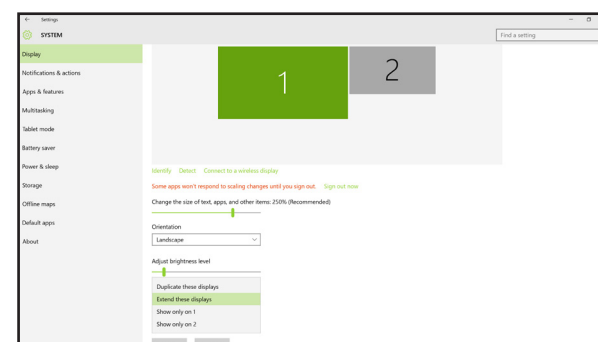 Settings
SYSTEM
Find a setting
Display
Notifications & actions
Apps & features
Multitasking
Tablet mode
Battery saver
Power & sleep
Storage
Offline maps
Default apps
About
1
2
Identify Detect Connect to a wireless display
Some apps won't respond to scaling changes until you sign out. Sign out now
Change the size of text, apps, and other items: 250% (Recommended)
Orientation
Landscape
Adjust brightness level
Duplicate these displays
Extend these displays
Show only on 1
Show only on 2